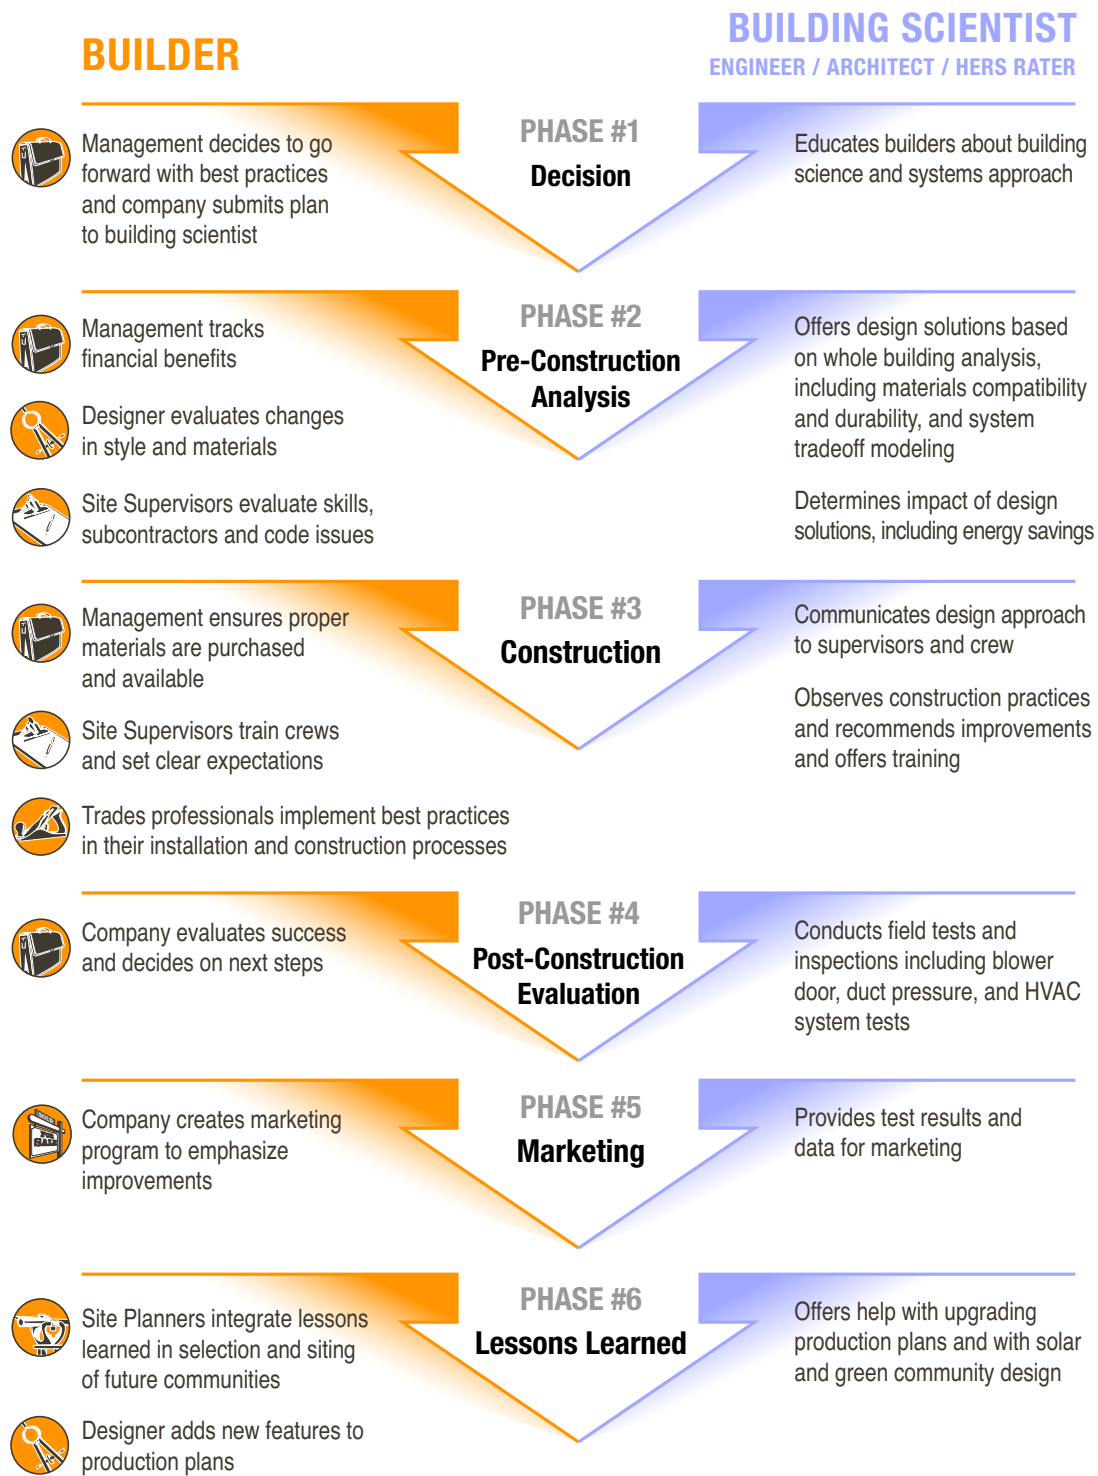 BUILDER
BUILDING SCIENTIST
ENGINEER / ARCHITECT / HERS RATER
PHASE #1
Decision
Management decides to go
forward with best practices
and company submits plan
to building scientist
Educates builders about building
science and systems approach
PHASE #2
Pre-Construction
Analysis
Management tracks
financial benefits
Designer evaluates changes
in style and materials
Site Supervisors evaluate skills,
subcontractors and code issues
Offers design solutions based
on whole building analysis,
including materials compatibility
and durability, and system
tradeoff modeling
Determines impact of design
solutions, including energy savings
PHASE #3
Construction
Management ensures proper
materials are purchased
and available
Site Supervisors train crews
and set clear expectations
Trades professionals implement best practices
in their installation and construction processes
Communicates design approach
to supervisors and crew
Observes construction practices
and recommends improvements
and offers training
PHASE #4
Post-Construction
Evaluation
Company evaluates success
and decides on next steps
Conducts field tests and
inspections including blower
door, duct pressure, and HVAC
system tests
PHASE #5
Marketing
FOR
SALE
Company creates marketing
program to emphasize
improvements
Provides test results and
data for marketing
PHASE #6
Lessons Learned
Site Planners integrate lessons
learned in selection and siting
of future communities
Designer adds new features to
production plans
Offers help with upgrading
production plans and with solar
and green community design